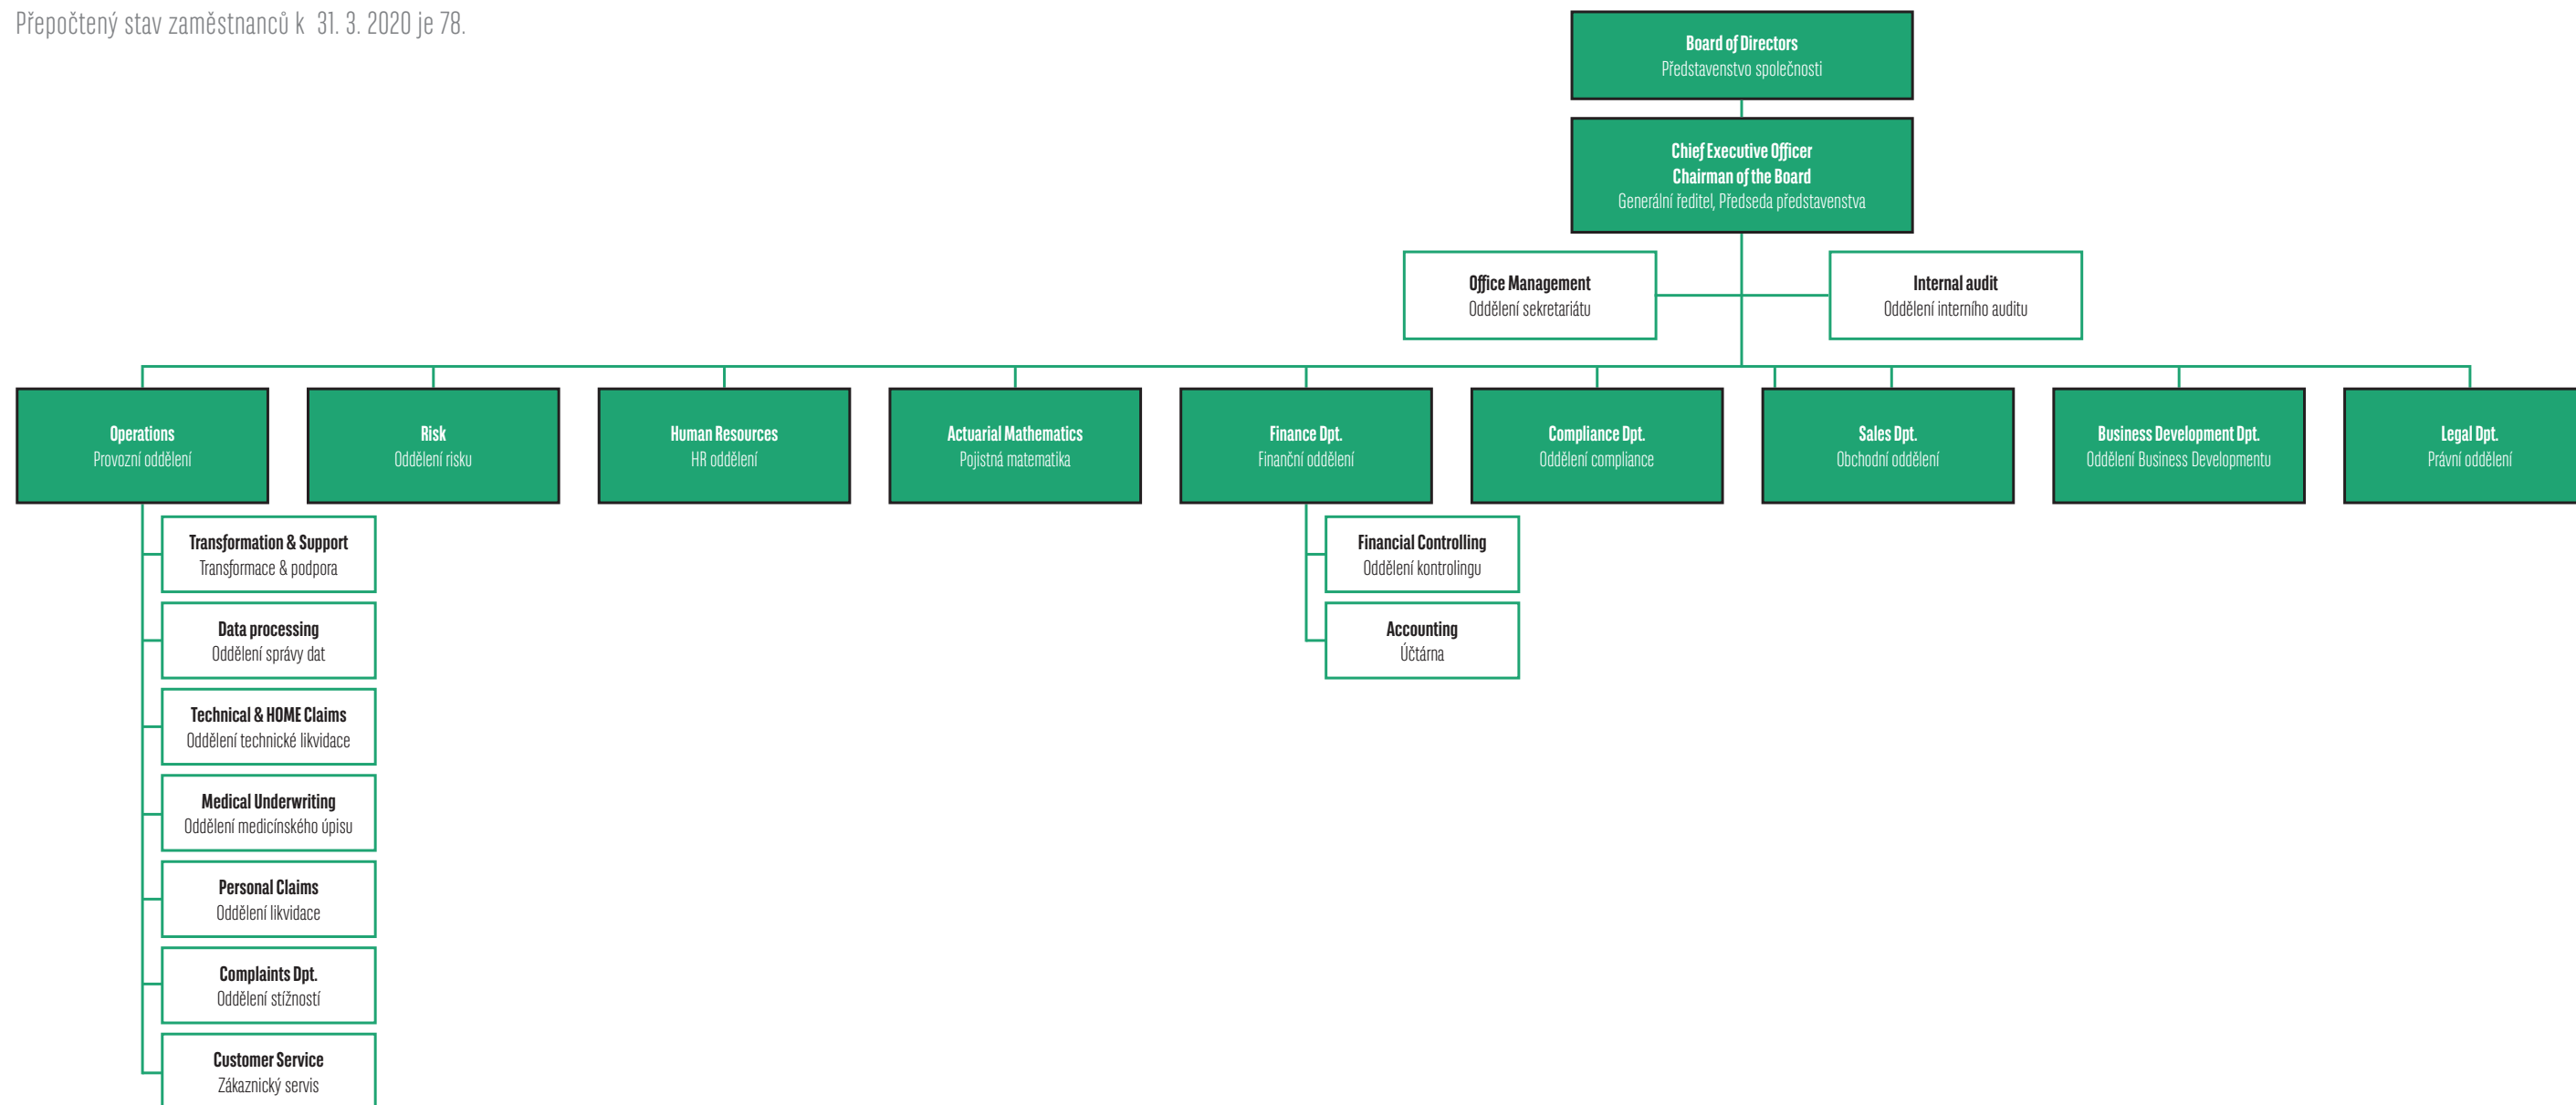 Přepočtený stav zaměstnanců k 31. 3. 2020 je 78.
Board of Directors
Představenstvo společnosti
Chief Executive Officer
Chairman of the Board
Generální ředitel, Předseda představenstva
Office Management
Oddělení sekretariátu
Internal audit
Oddělení interního auditu
Operations
Provozní oddělení
Risk
Oddělení risku
Human Resources
HR oddělení
Actuarial Mathematics
Pojistná matematika
Finance Dpt.
Finanční oddělení
Compliance Dpt.
Oddělení compliance
Sales Dpt.
Obchodní oddělení
Business Development Dpt.
Oddělení Business Developmentu
Legal Dpt.
Právní oddělení
Transformation & Support
Transformace & podpora
Data processing
Oddělení správy dat
Technical & HOME Claims
Oddělení technické likvidace
Medical Underwriting
Oddělení medicínského úpisu
Personal Claims
Oddělení likvidace
Complaints Dpt.
Oddělení stížností
Customer Service
Zákaznický servis
Financial Controlling
Oddělení kontrolingu
Accounting
Účtárna